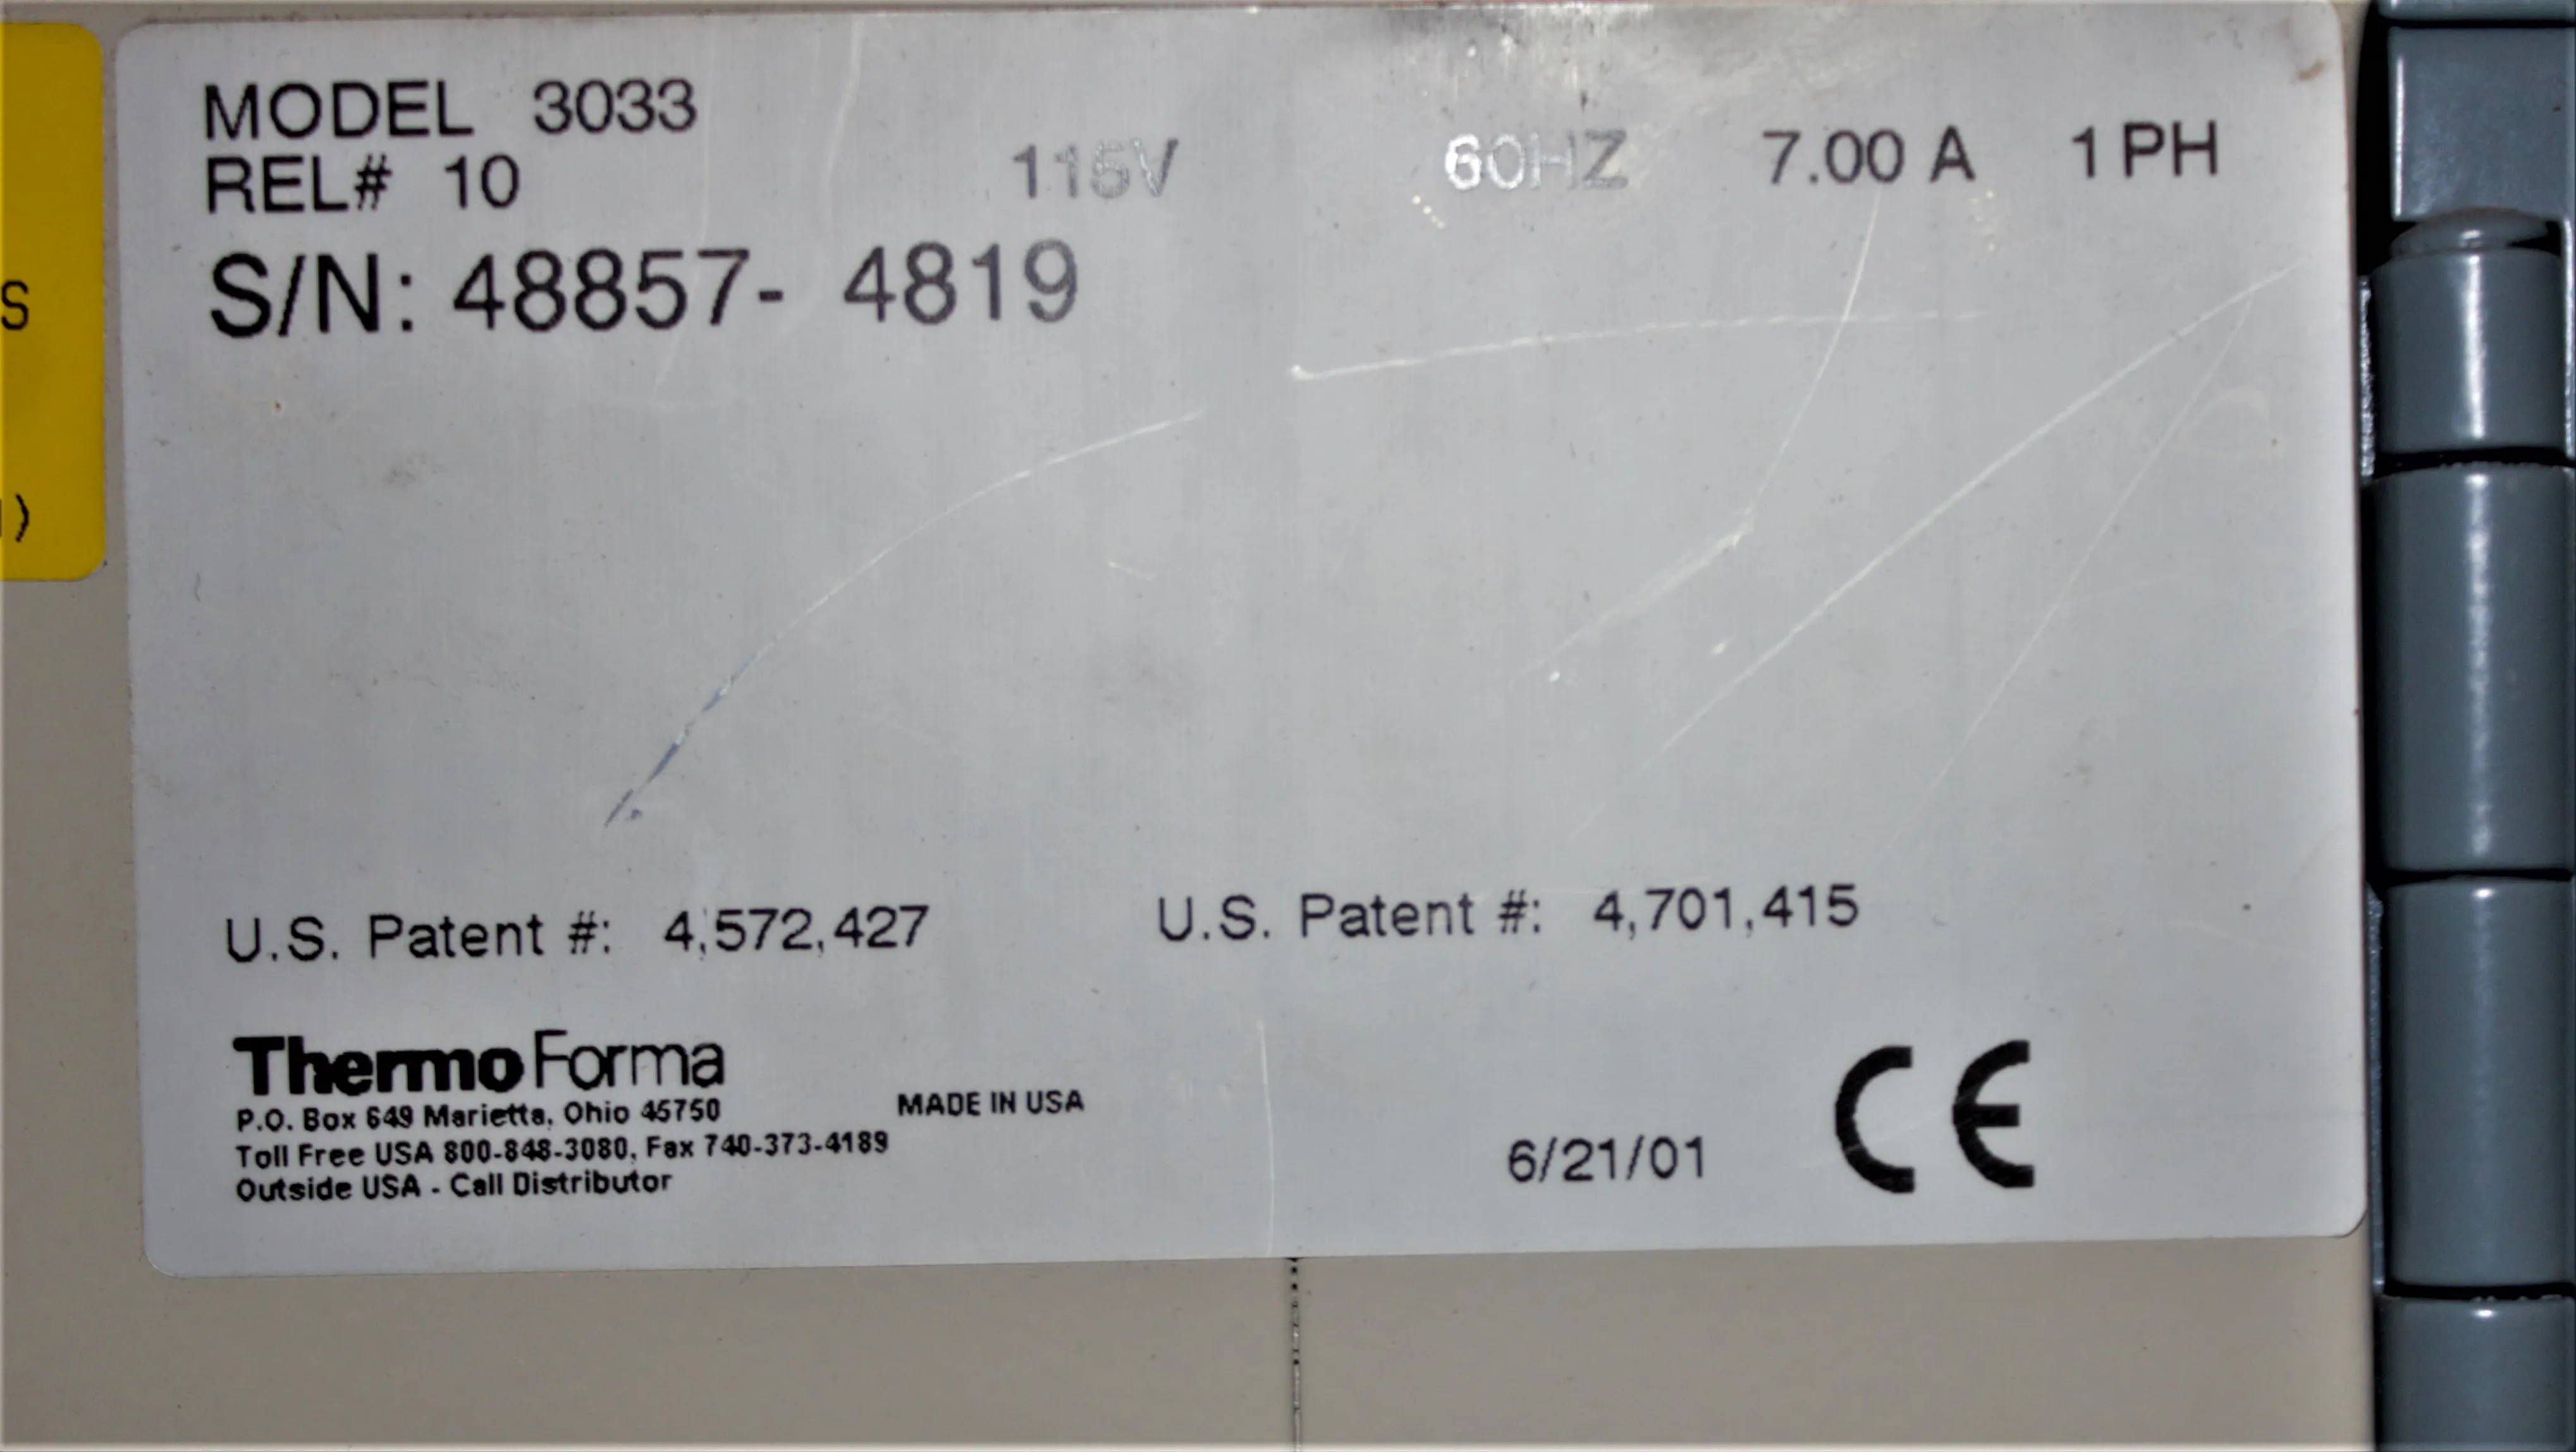 MODEL 3033
REL# 10 115V 60HZ 7.00 A 1 PH
S/N: 48857- 4819
S
)
U.S. Patent #: 4,572,427 U.S. Patent #: 4,701,415
ThermoForma
P.O. Box 649 Marietta, Ohio 45750
MADE IN USA
Toll Free USA 800-848-3080, Fax 740-373-4189
Outside USA - Call Distributor
6/21/01
CE